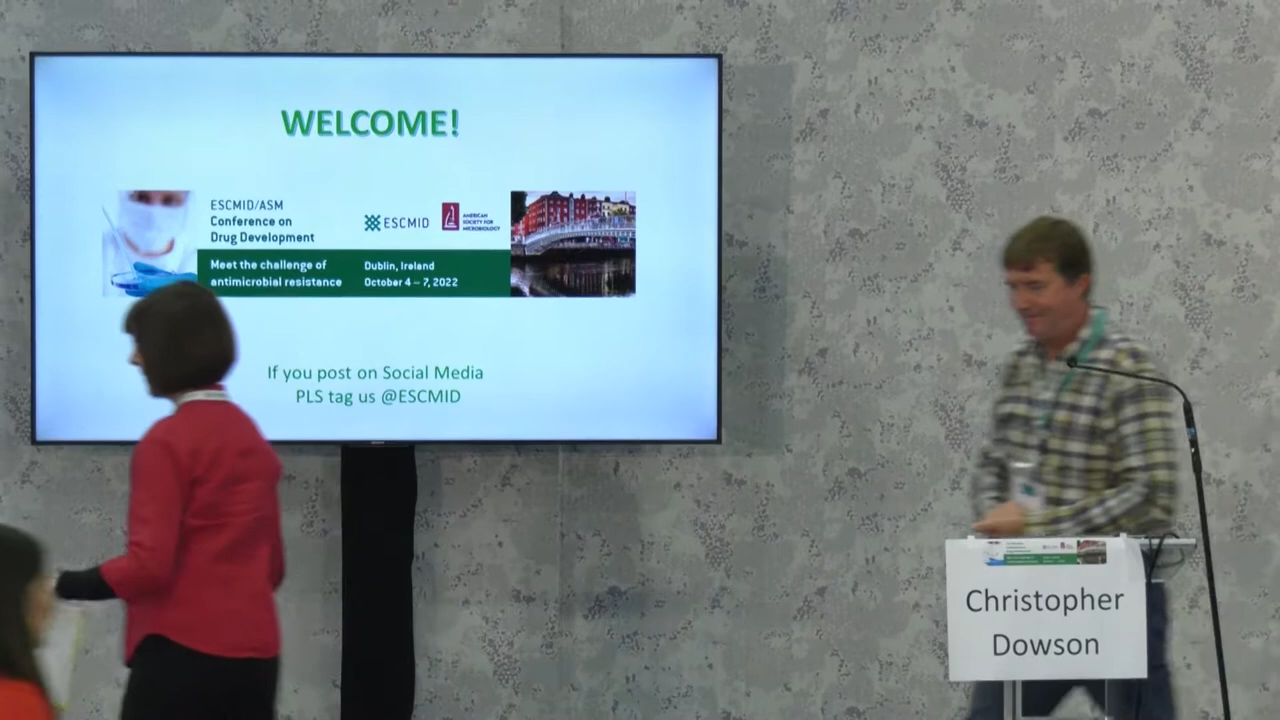 WELCOME!
ESCMID/ASM
Conference on
Drug Development
ESCMID
AMERICAN
SOCIETY FOR
MICROBIOLOGY
Meet the challenge of
antimicrobial resistance
Dublin, Ireland
October 4 – 7, 2022
If you post on Social Media
PLS tag us @ESCMID
Christopher
Dowson